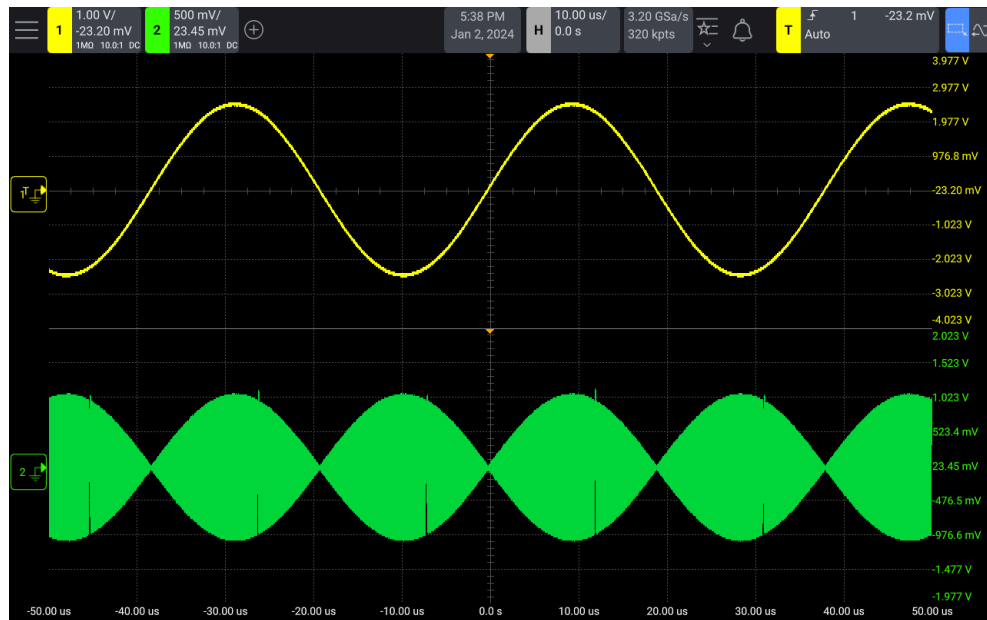 1
1.00 V/
-23.20 mV
1MΩ 10.0:1 DC
2
500 mV/
23.45 mV
1MΩ 10.0:1 DC
5:38 PM
Jan 2, 2024
H
10.00 us/
0.0 s
3.20 GSa/s
320 kpts
T
1
-23.2 mV
Auto
3.977 V
2.977 V
1.977 V
976.8 mV
1T
-23.20 mV
-1.023 V
-2.023 V
-3.023 V
-4.023 V
2.023 V
1.523 V
1.023 V
523.4 mV
2
23.45 mV
-476.5 mV
-976.6 mV
-1.477 V
-1.977 V
-50.00 us
-40.00 us
-30.00 us
-20.00 us
-10.00 us
0.0 s
10.00 us
20.00 us
30.00 us
40.00 us
50.00 us